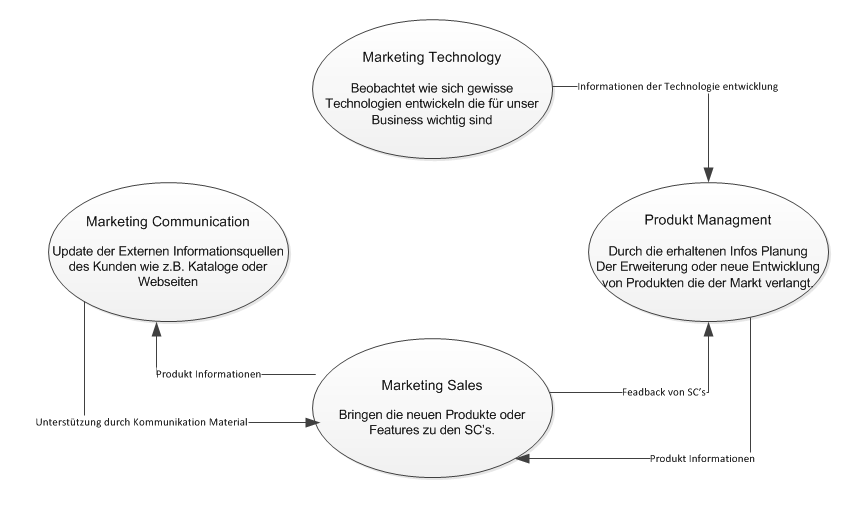 Marketing Technology
Beobachtet wie sich gewisse
Technologien entwickeln die für unser
Business wichtig sind
Informationen der Technologie entwicklung
Marketing Communication
Update der Externen Informationsquellen
des Kunden wie z.B. Kataloge oder
Webseiten
Produkt Managment
Durch die erhaltenen Infos Planung
Der Erweiterung oder neue Entwicklung
von Produkten die der Markt verlangt.
Produkt Informationen
Marketing Sales
Bringen die neuen Produkte oder
Features zu den SC's.
Feadback von SC's
Unterstützung durch Kommunikation Material
Produkt Informationen